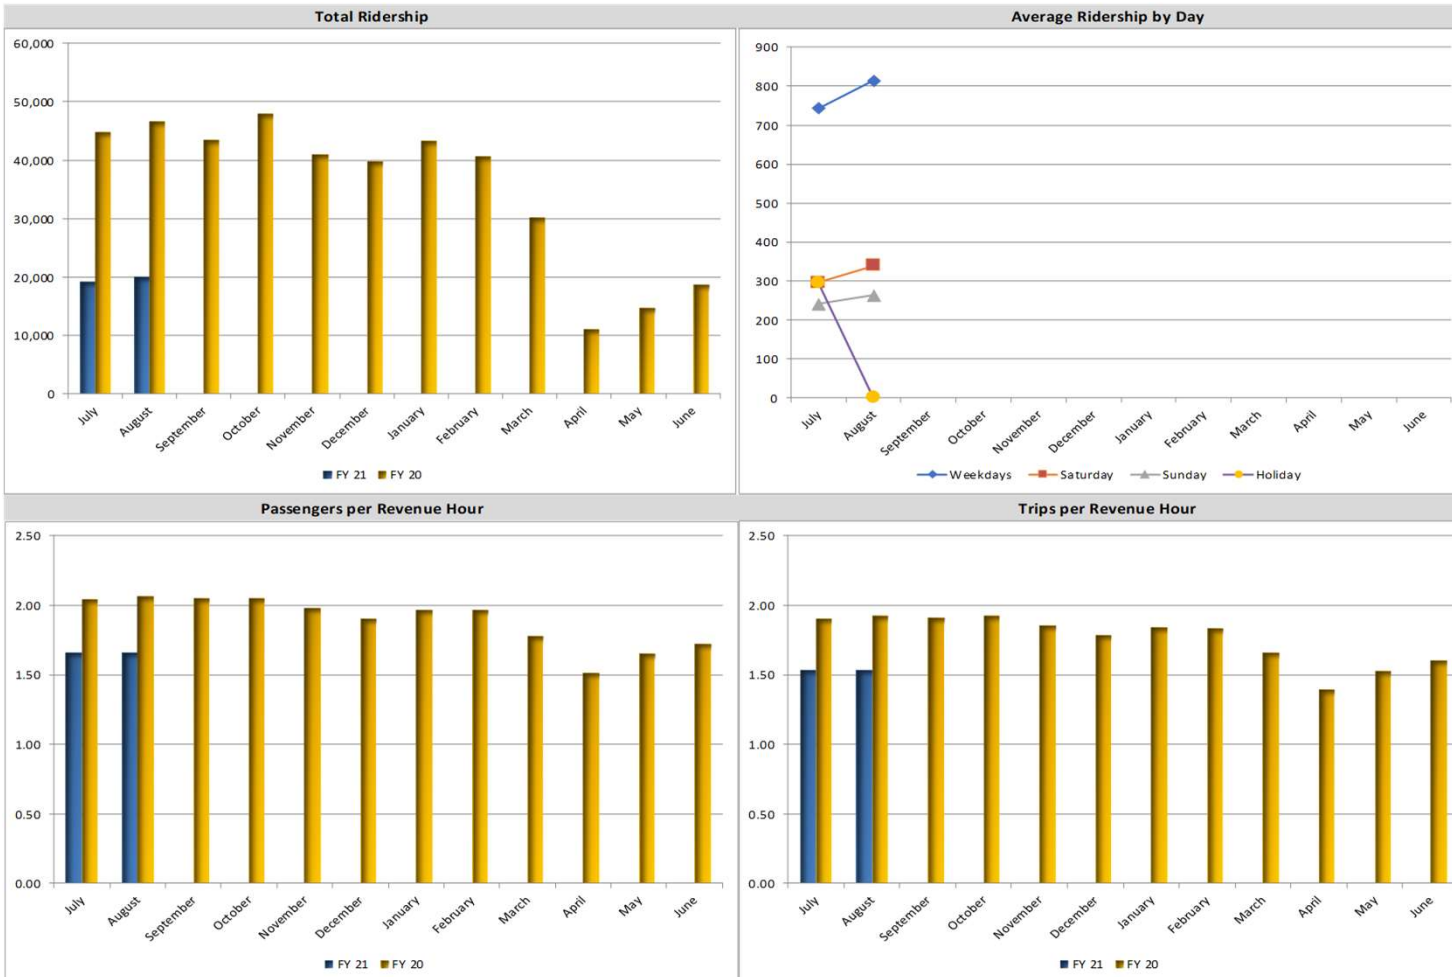 Total Ridership
60,000
50,000
40,000
30,000
20,000
10,000
0
July August September October November December January February March April May June
FY 21 FY 20
Average Ridership by Day
900
800
700
600
500
400
300
200
100
0
July August September October November December January February March April May June
Weekdays Saturday Sunday Holiday
Passengers per Revenue Hour
2.50
2.00
1.50
1.00
0.50
0.00
July August September October November December January February March April May June
FY 21 FY 20
Trips per Revenue Hour
2.50
2.00
1.50
1.00
0.50
0.00
July August September October November December January February March April May June
FY 21 FY 20